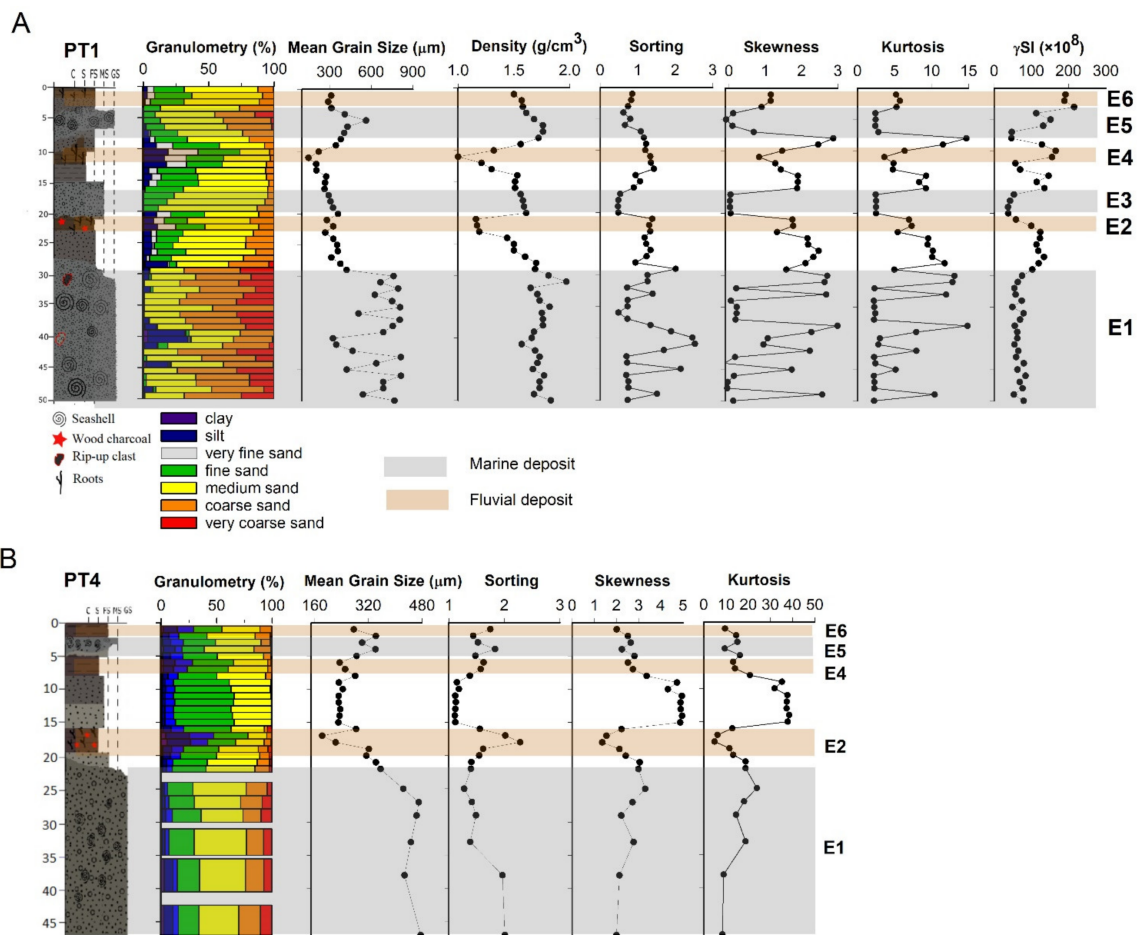 A
PT1 Granulometry (%) Mean Grain Size (μm) Density (g/cm³) Sorting Skewness Kurtosis γSI (×10⁸)
C S FS MS GS
0 50 100 300 600 900 1.0 1.5 2.0 0 1 2 3 0 1 2 3 0 5 10 15 0 100 200 300
0
5
10
15
20
25
30
35
40
45
50
E6
E5
E4
E3
E2
E1
Seashell
Wood charcoal
Rip-up clast
Roots
clay
silt
very fine sand
fine sand
medium sand
coarse sand
very coarse sand
Marine deposit
Fluvial deposit
B
PT4 Granulometry (%) Mean Grain Size (μm) Sorting Skewness Kurtosis
C S FS MS GS
0 50 100 160 320 480 1 2 3 0 1 2 3 4 5 0 10 20 30 40 50
0
5
10
15
20
25
30
35
40
45
E6
E5
E4
E2
E1